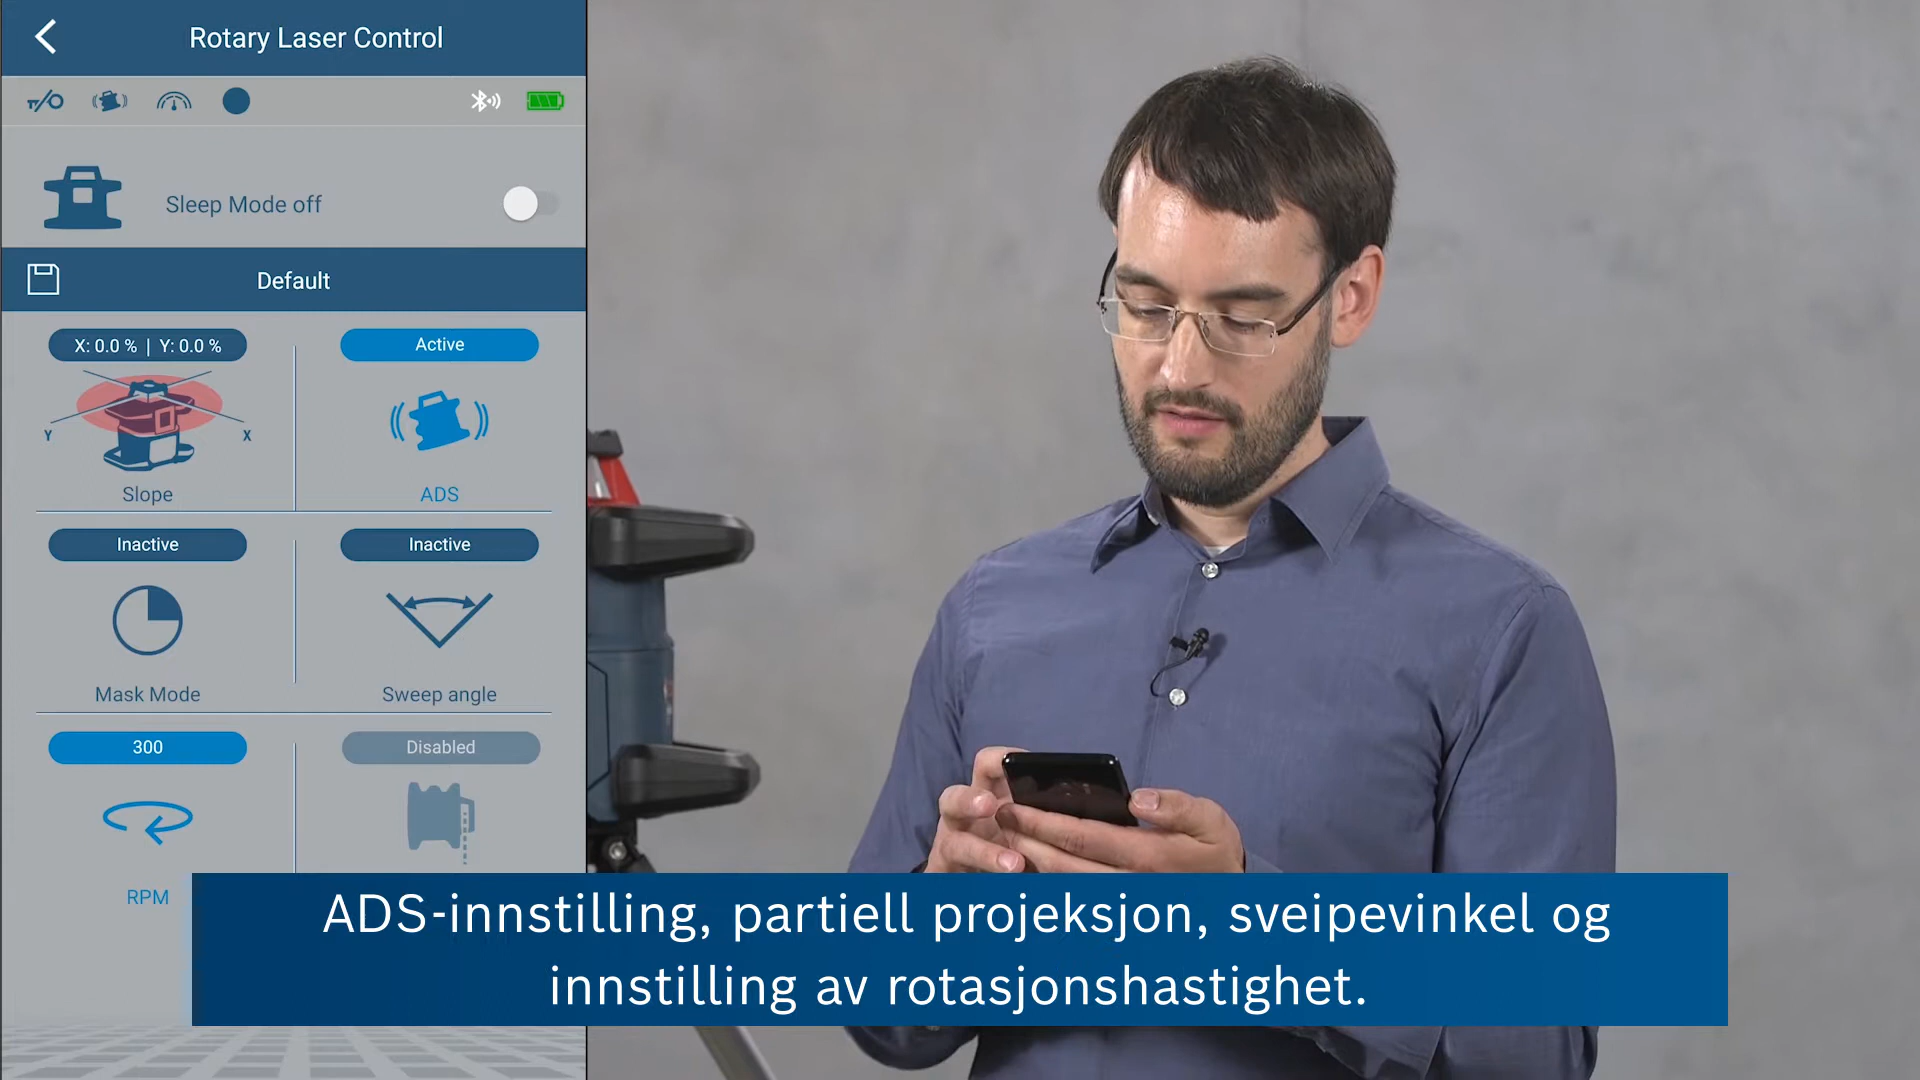 Rotary Laser Control
Sleep Mode off
Default
X: 0.0 % | Y: 0.0 %
Active
Y
X
Slope
ADS
Inactive
Inactive
Mask Mode
Sweep angle
300
Disabled
RPM
ADS-innstilling, partiell projeksjon, sveipevinkel og
innstilling av rotasjonshastighet.